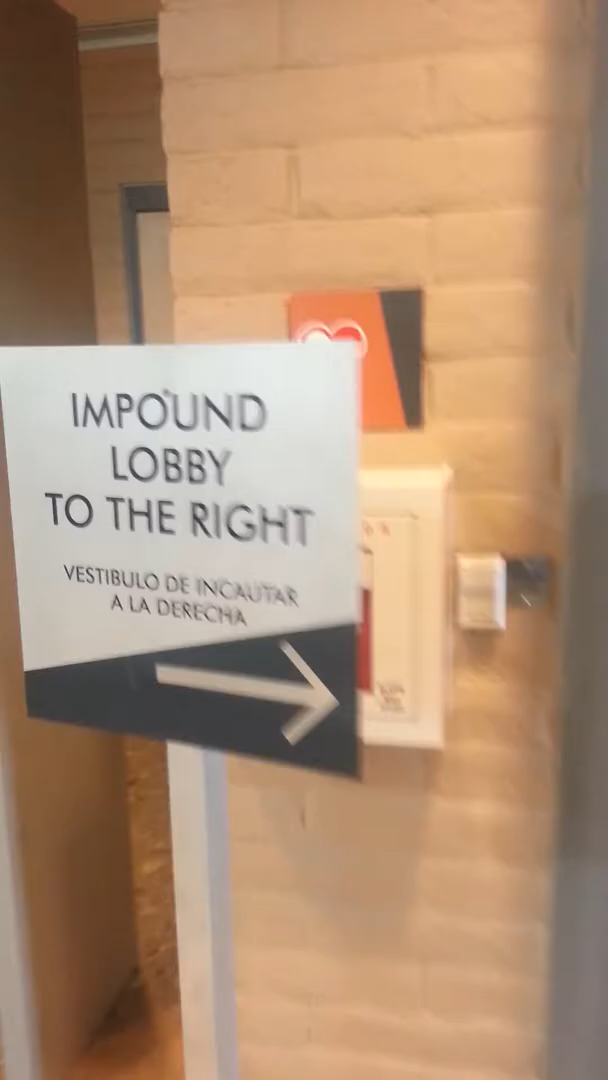 IMPOUND
LOBBY
TO THE RIGHT
VESTIBULO DE INCAUTAR
A LA DERECHA